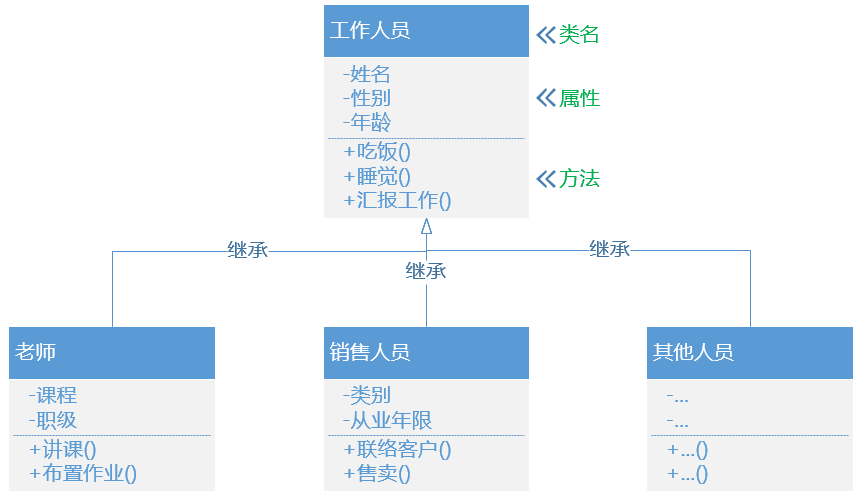 工作人员
类名
-姓名
-性别
属性
-年龄
+吃饭()
+睡觉()
方法
+汇报工作()
继承
继承
继承
老师
-课程
-职级
+讲课()
+布置作业()
销售人员
-类别
-从业年限
+联络客户()
+售卖()
其他人员
-...
-...
+...()
+...()